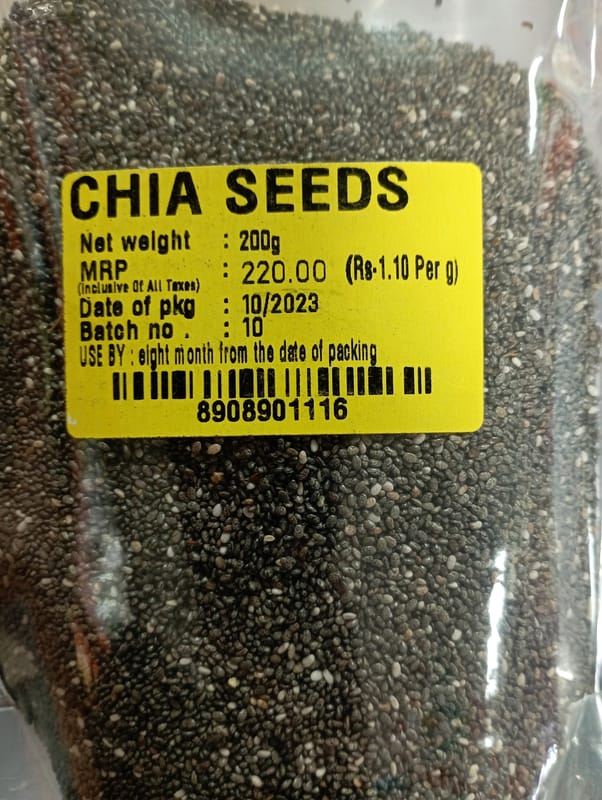 CHIA SEEDS
Net weight : 200g
MRP : 220.00 (Rs-1.10 Per g)
(Inclusive Of All Taxes)
Date of pkg : 10/2023
Batch no . : 10
USE BY : eight month from the date of packing
8908901116